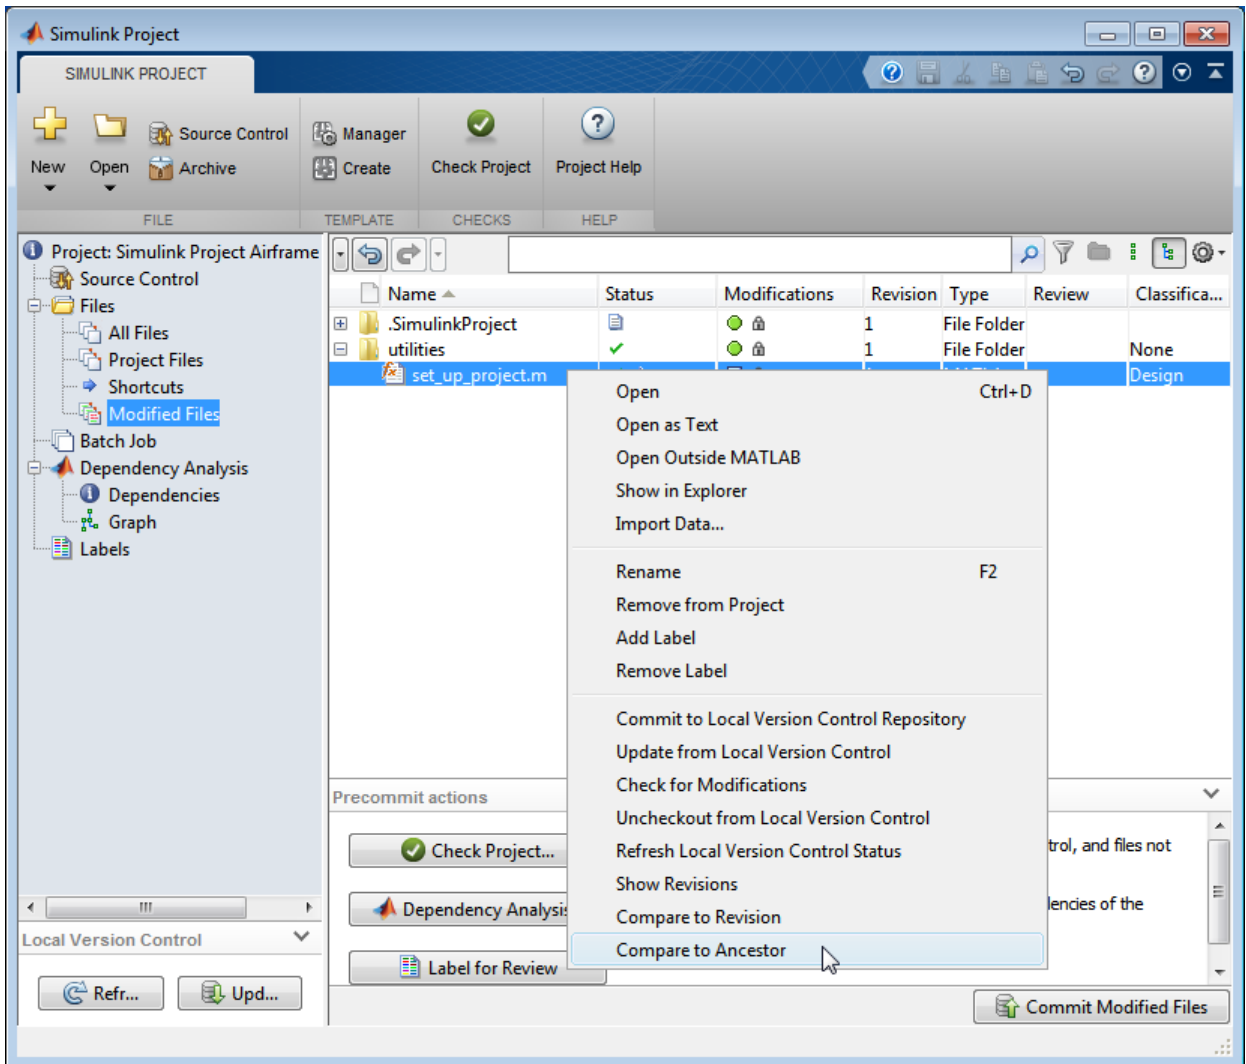 Simulink Project
SIMULINK PROJECT
New
Open
Source Control
Archive
Manager
Create
Check Project
Project Help
FILE
TEMPLATE
CHECKS
HELP
Project: Simulink Project Airframe
Source Control
Files
All Files
Project Files
Shortcuts
Modified Files
Batch Job
Dependency Analysis
Dependencies
Graph
Labels
Name Status Modifications Revision Type Review Classifica...
.SimulinkProject 1 File Folder
utilities 1 File Folder None
set_up_project.m Design
Open Ctrl+D
Open as Text
Open Outside MATLAB
Show in Explorer
Import Data...
Rename F2
Remove from Project
Add Label
Remove Label
Commit to Local Version Control Repository
Update from Local Version Control
Check for Modifications
Uncheckout from Local Version Control
Refresh Local Version Control Status
Show Revisions
Compare to Revision
Compare to Ancestor
Precommit actions
Check Project...
trol, and files not
Dependency Analysis
lencies of the
Label for Review
Local Version Control
Refr...
Upd...
Commit Modified Files